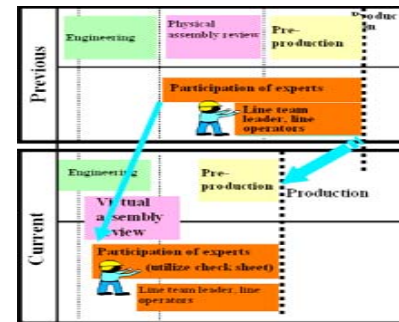 Produc
Physical
assembly review
Engineering
Pre-
production
Previous
Participation of experts
Line team
leader, line
operators
Engineering
Pre-
production
Production
Virtual
assembly
review
Current
Participation of experts
(utilize check sheet)
Line team leader, line
operators